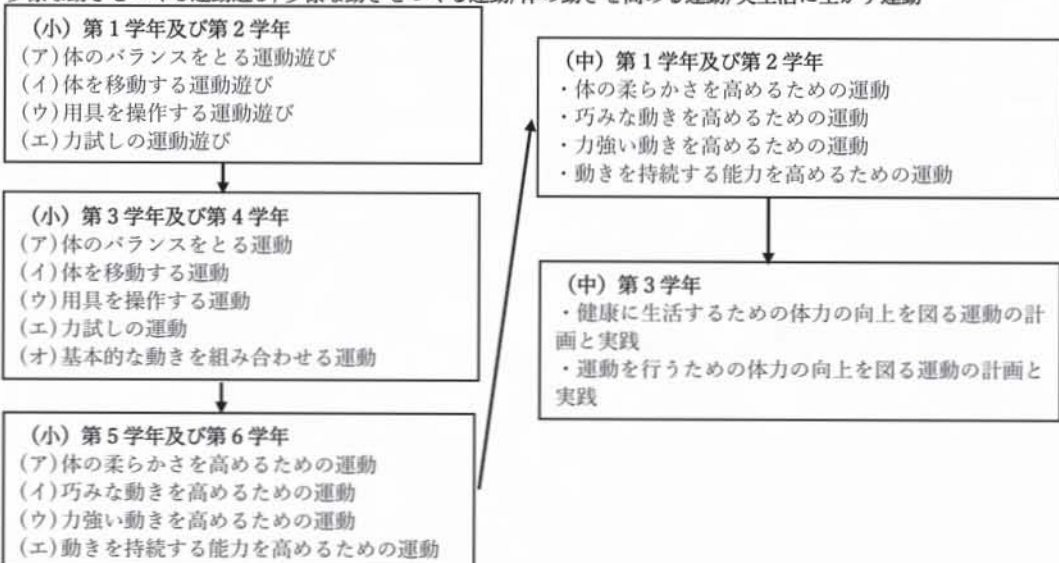 (小) 第1学年及び第2学年
(ア)体のバランスをとる運動遊び
(イ)体を移動する運動遊び
(ウ)用具を操作する運動遊び
(エ)力試しの運動遊び
(小) 第3学年及び第4学年
(ア)体のバランスをとる運動
(イ)体を移動する運動
(ウ)用具を操作する運動
(エ)力試しの運動
(オ)基本的な動きを組み合わせる運動
(小) 第5学年及び第6学年
(ア)体の柔らかさを高めるための運動
(イ)巧みな動きを高めるための運動
(ウ)力強い動きを高めるための運動
(エ)動きを持続する能力を高めるための運動
(中) 第1学年及び第2学年
・体の柔らかさを高めるための運動
・巧みな動きを高めるための運動
・力強い動きを高めるための運動
・動きを持続する能力を高めるための運動
(中) 第3学年
・健康に生活するための体力の向上を図る運動の計
画と実践
・運動を行うための体力の向上を図る運動の計画と
実践